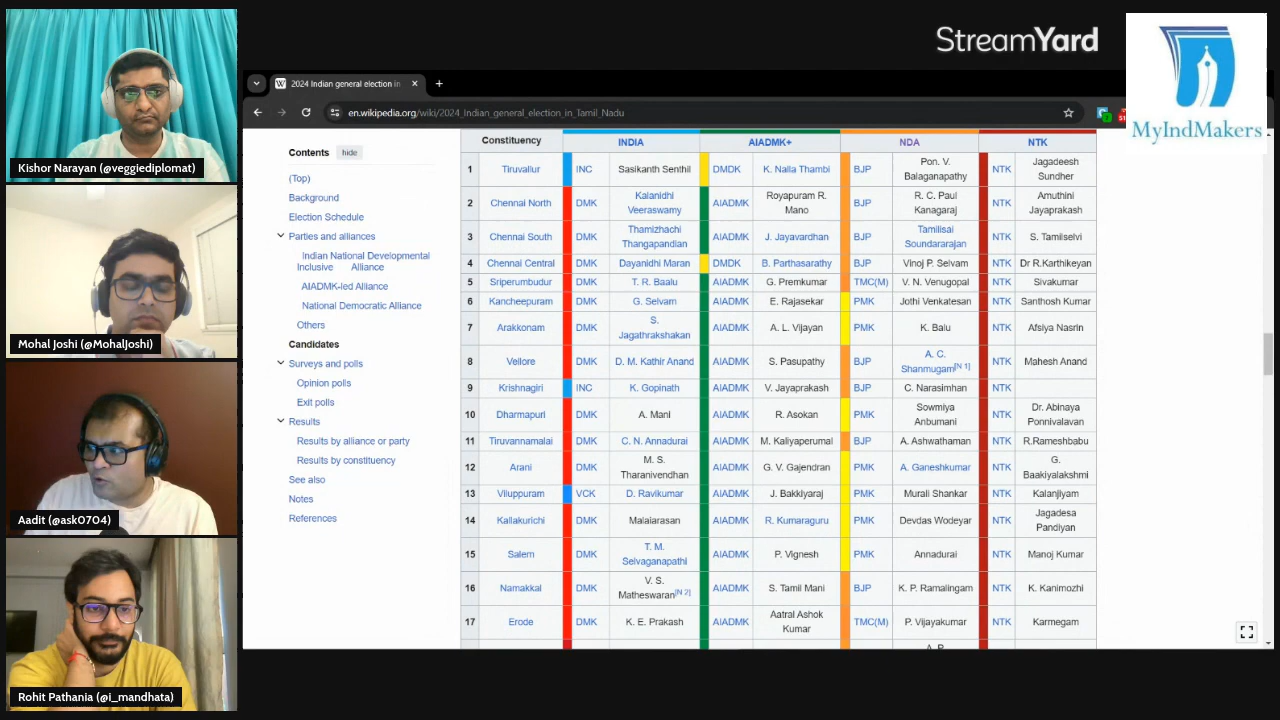 StreamYard
MyIndMakers
2024 Indian general election in
en.wikipedia.org/wiki/2024_Indian_general_election_in_Tamil_Nadu
Kishor Narayan (@veggiediplomat)
Mohal Joshi (@MohalJoshi)
Aadit (@ask0704)
Rohit Pathania (@i_mandhata)
Contents hide
(Top)
Background
Election Schedule
Parties and alliances
Indian National Developmental
Inclusive Alliance
AIADMK-led Alliance
National Democratic Alliance
Others
Candidates
Surveys and polls
Opinion polls
Exit polls
Results
Results by alliance or party
Results by constituency
See also
Notes
References
Constituency INDIA AIADMK+ NDA NTK
1 Tiruvallur INC Sasikanth Senthil DMDK K. Nalla Thambi BJP Pon. V. Balaganapathy NTK Jagadeesh Sundher
2 Chennai North DMK Kalanidhi Veeraswamy AIADMK Royapuram R. Mano BJP R. C. Paul Kanagaraj NTK Amuthini Jayaprakash
3 Chennai South DMK Thamizhachi Thangapandian AIADMK J. Jayavardhan BJP Tamilisai Soundararajan NTK S. Tamilselvi
4 Chennai Central DMK Dayanidhi Maran DMDK B. Parthasarathy BJP Vinoj P. Selvam NTK Dr R.Karthikeyan
5 Sriperumbudur DMK T. R. Baalu AIADMK G. Premkumar TMC(M) V. N. Venugopal NTK Sivakumar
6 Kancheepuram DMK G. Selvam AIADMK E. Rajasekar PMK Jothi Venkatesan NTK Santhosh Kumar
7 Arakkonam DMK S. Jagathrakshakan AIADMK A. L. Vijayan PMK K. Balu NTK Afsiya Nasrin
8 Vellore DMK D. M. Kathir Anand AIADMK S. Pasupathy BJP A. C. Shanmugam[N 1] NTK Mahesh Anand
9 Krishnagiri INC K. Gopinath AIADMK V. Jayaprakash BJP C. Narasimhan NTK
10 Dharmapuri DMK A. Mani AIADMK R. Asokan PMK Sowmiya Anbumani NTK Dr. Abinaya Ponnivalavan
11 Tiruvannamalai DMK C. N. Annadurai AIADMK M. Kaliyaperumal BJP A. Ashwathaman NTK R.Rameshbabu
12 Arani DMK M. S. Tharanivendhan AIADMK G. V. Gajendran PMK A. Ganeshkumar NTK G. Baakiyalakshmi
13 Viluppuram VCK D. Ravikumar AIADMK J. Bakkiyaraj PMK Murali Shankar NTK Kalanjiyam
14 Kallakurichi DMK Malaiarasan AIADMK R. Kumaraguru PMK Devdas Wodeyar NTK Jagadesa Pandiyan
15 Salem DMK T. M. Selvaganapathi AIADMK P. Vignesh PMK Annadurai NTK Manoj Kumar
16 Namakkal DMK V. S. Matheswaran[N 2] AIADMK S. Tamil Mani BJP K. P. Ramalingam NTK K. Kanimozhi
17 Erode DMK K. E. Prakash AIADMK Aatral Ashok Kumar TMC(M) P. Vijayakumar NTK Karmegam